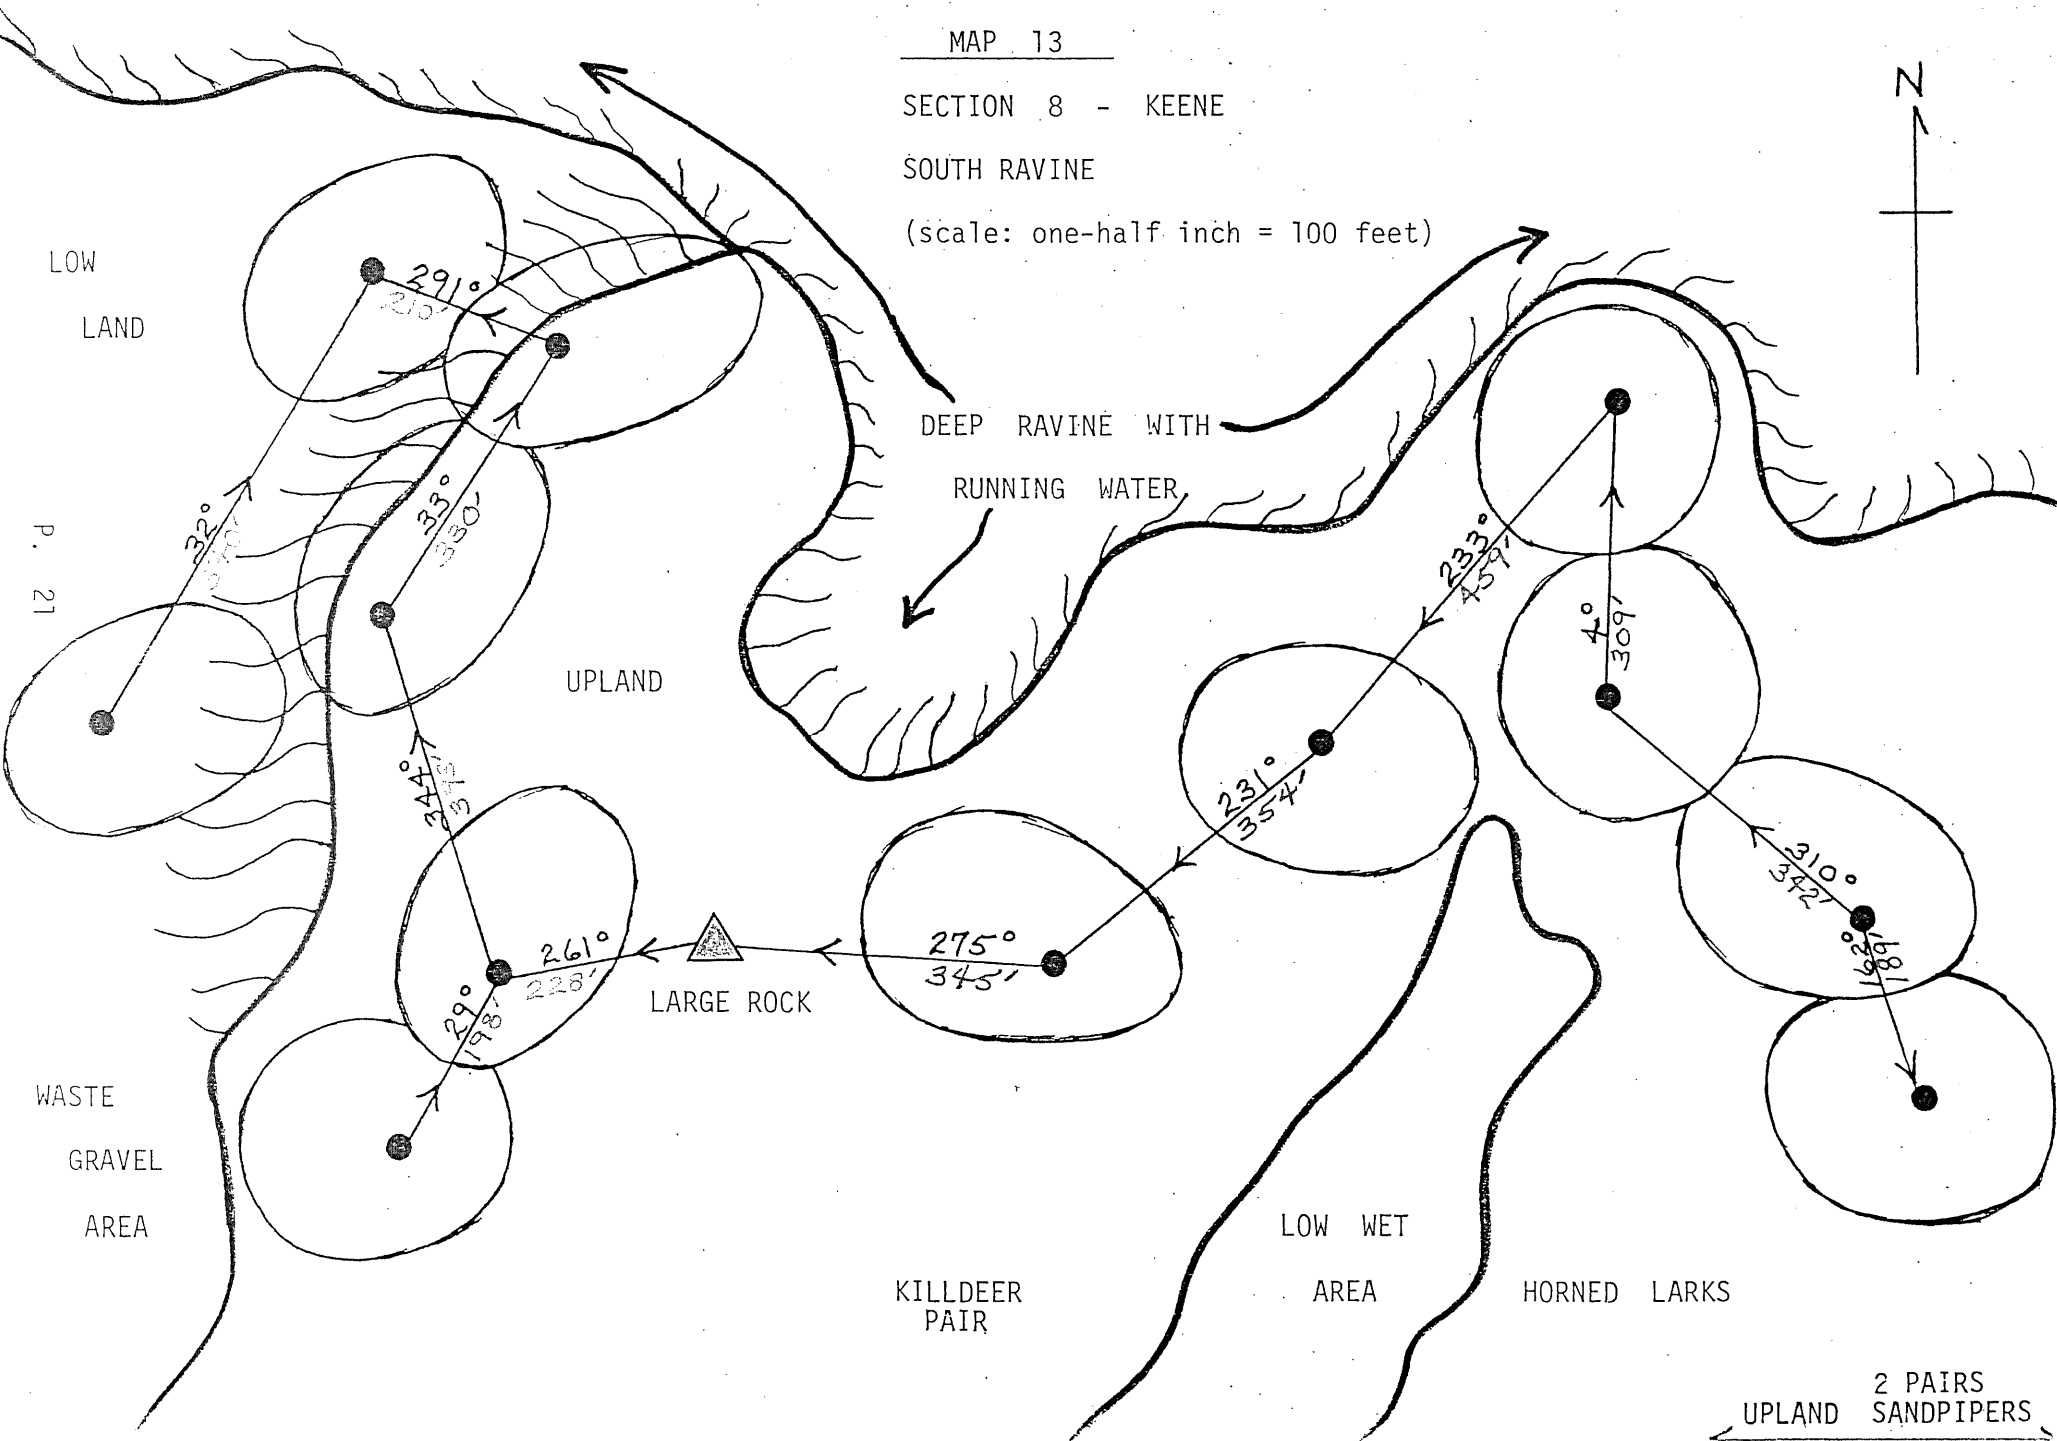 MAP 13
SECTION 8 - KEENE
SOUTH RAVINE
(scale: one-half inch = 100 feet)
N
LOW
LAND
291°
210'
DEEP RAVINE WITH
RUNNING WATER
32°
33°
330'
P. 21
233°
459'
4°
309'
UPLAND
344°
231°
354'
310°
342'
162°
189'
261°
228'
275°
345'
LARGE ROCK
29°
198'
WASTE
GRAVEL
AREA
LOW WET
AREA
KILLDEER
PAIR
HORNED LARKS
2 PAIRS
UPLAND SANDPIPERS